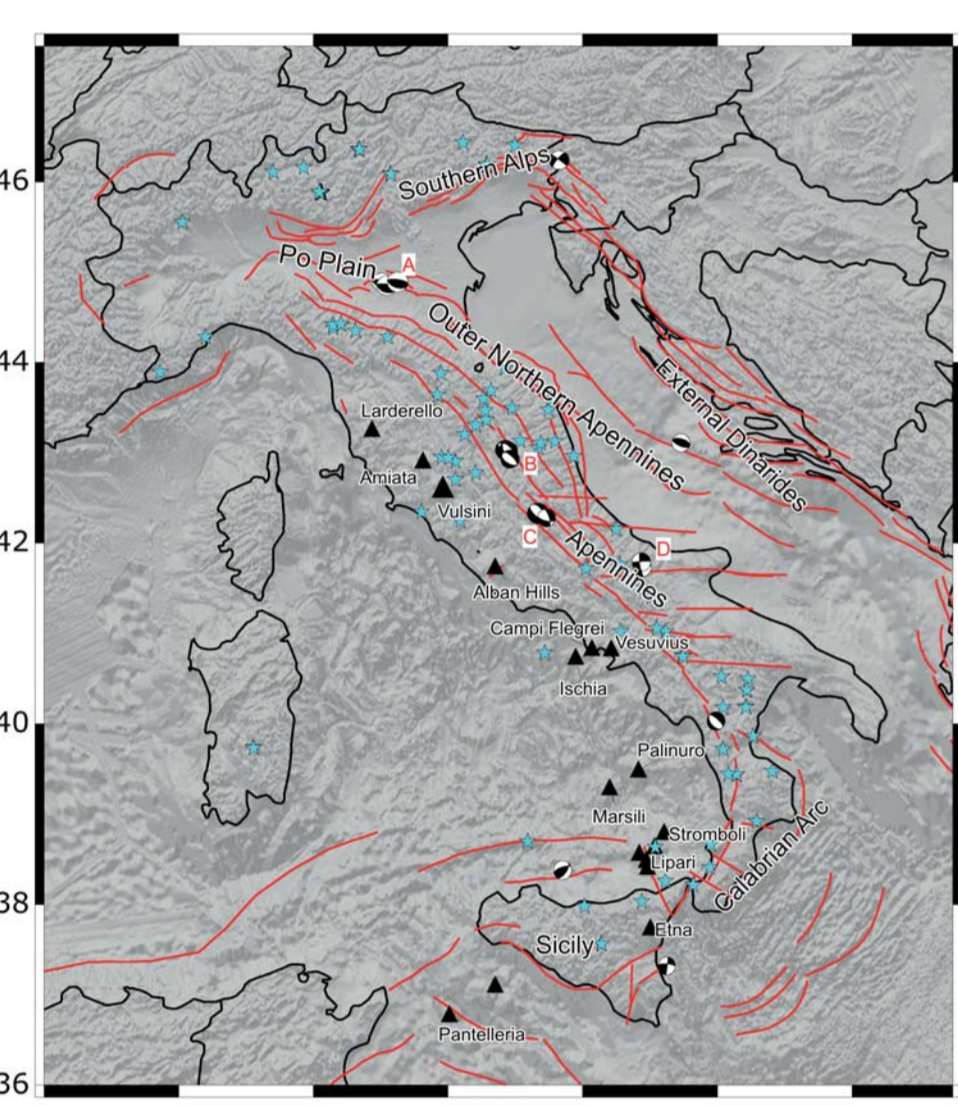 46
Southern Alps
Po Plain
A
Outer Northern Apennines
44
External Dinarides
Larderello
B
Amiata
Vulsini
42
C
Apennines
D
Alban Hills
Campi Flegrei
Vesuvius
Ischia
40
Palinuro
Marsili
Stromboli
Lipari
Calabrian Arc
38
Etna
Sicily
Pantelleria
36